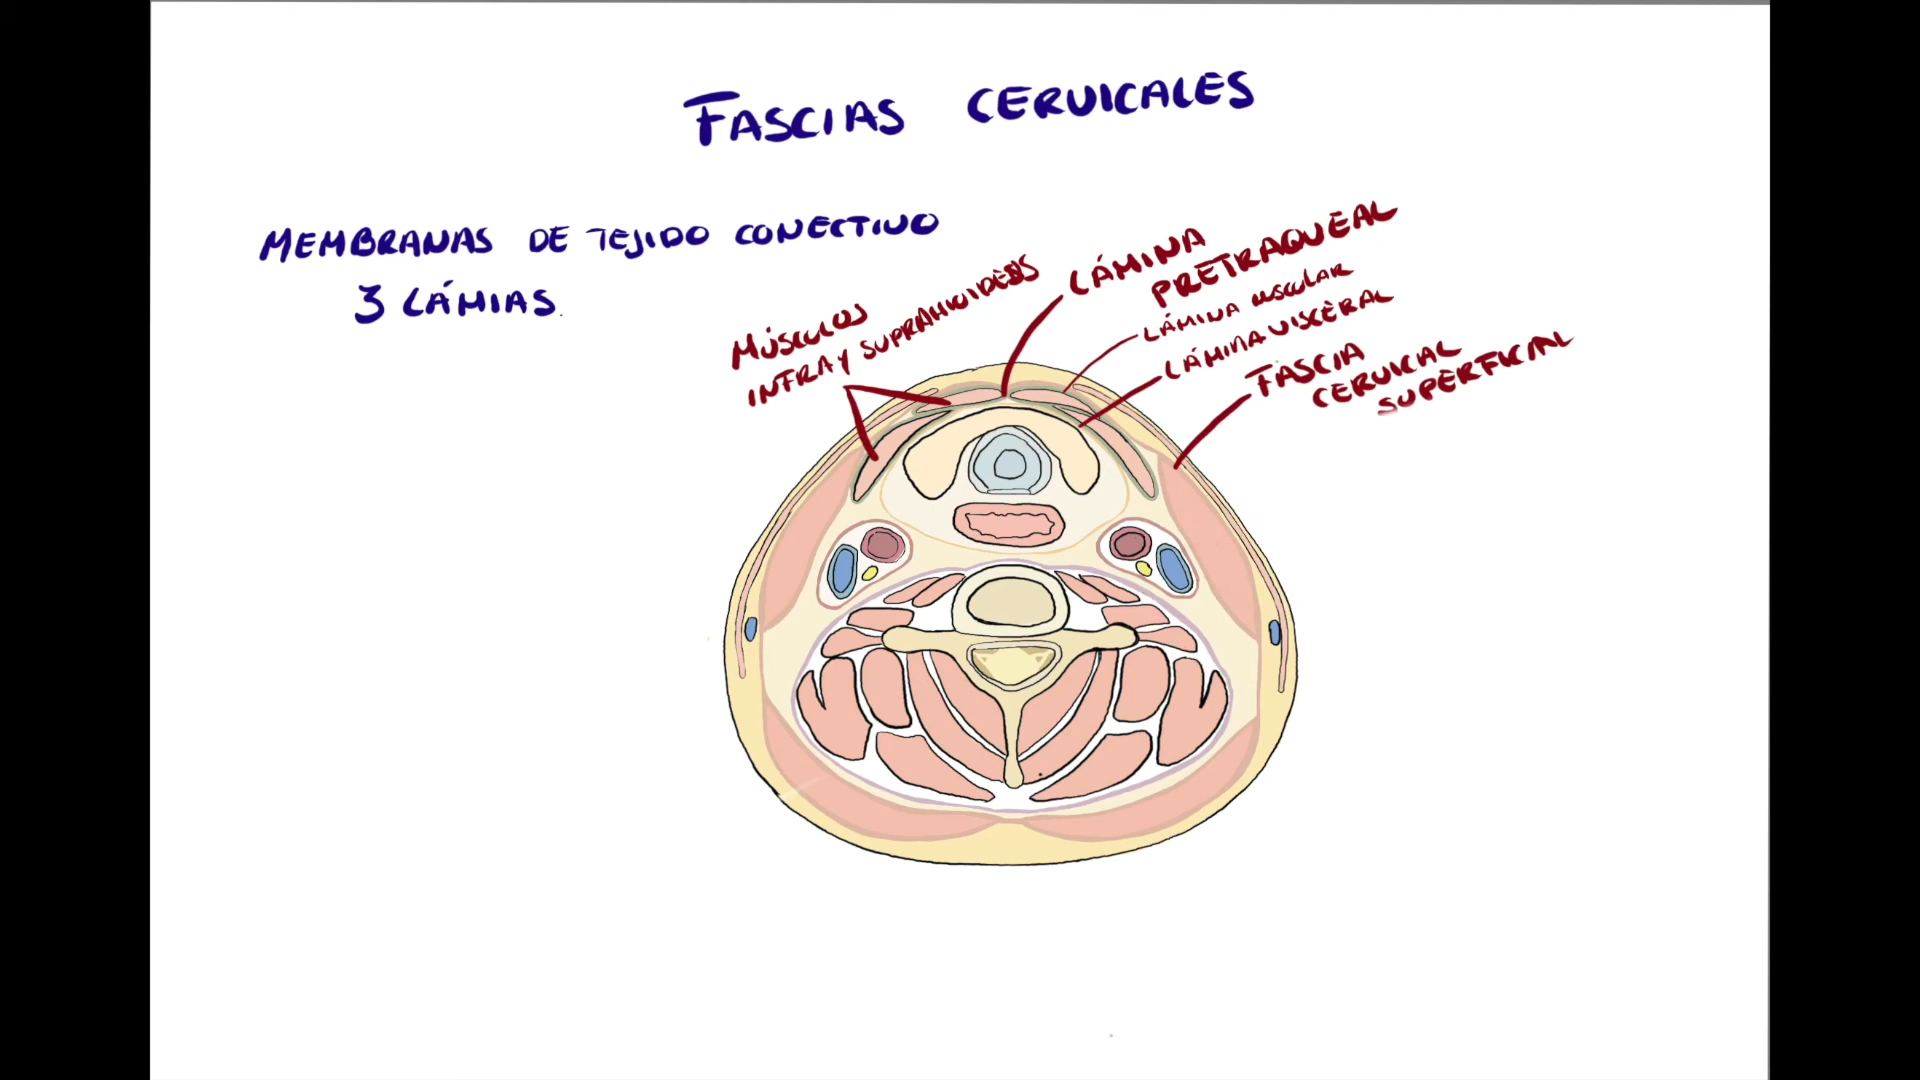 FASCIAS CERVICALES
MEMBRANAS DE TEJIDO CONECTIVO
3 LÁMIAS.
MÚSCULOS
INFRA Y SUPRAHIOIDEOS
LÁMINA
PRETRAQUEAL
LÁMINA MUSCULAR
LÁMINA VISCERAL
FASCIA
CERVICAL
SUPERFICIAL